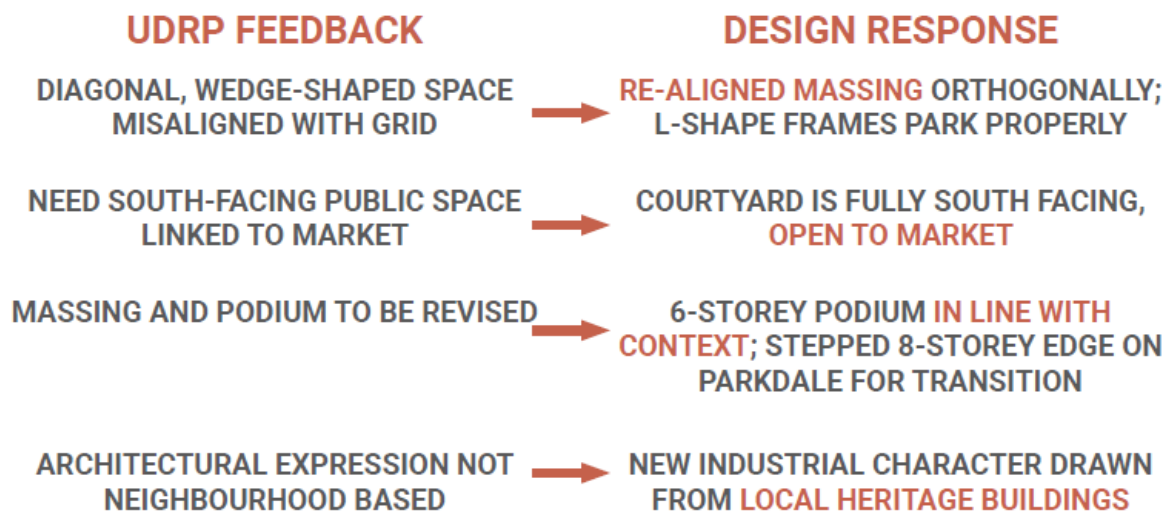 UDRP FEEDBACK
DESIGN RESPONSE
DIAGONAL, WEDGE-SHAPED SPACE
MISALIGNED WITH GRID
RE-ALIGNED MASSING ORTHOGONALLY;
L-SHAPE FRAMES PARK PROPERLY
NEED SOUTH-FACING PUBLIC SPACE
LINKED TO MARKET
COURTYARD IS FULLY SOUTH FACING,
OPEN TO MARKET
MASSING AND PODIUM TO BE REVISED
6-STOREY PODIUM IN LINE WITH
CONTEXT; STEPPED 8-STOREY EDGE ON
PARKDALE FOR TRANSITION
ARCHITECTURAL EXPRESSION NOT
NEIGHBOURHOOD BASED
NEW INDUSTRIAL CHARACTER DRAWN
FROM LOCAL HERITAGE BUILDINGS